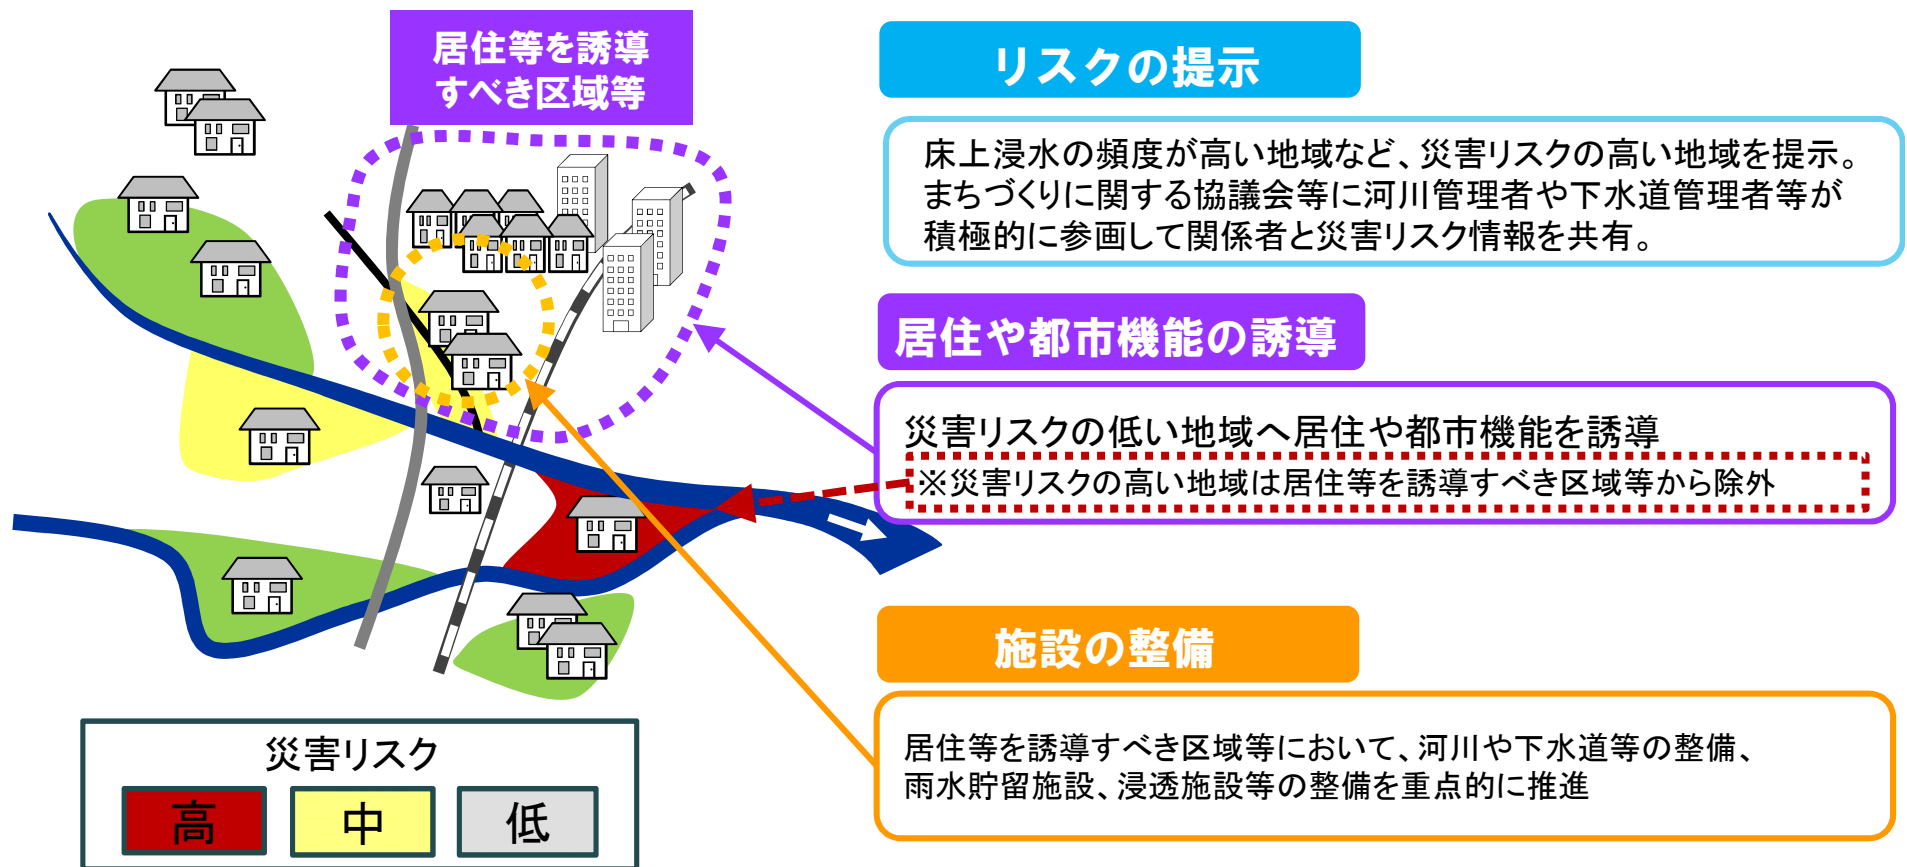 居住等を誘導
すべき区域等
リスクの提示
床上浸水の頻度が高い地域など、災害リスクの高い地域を提示。
まちづくりに関する協議会等に河川管理者や下水道管理者等が
積極的に参画して関係者と災害リスク情報を共有。
居住や都市機能の誘導
災害リスクの低い地域へ居住や都市機能を誘導
※災害リスクの高い地域は居住等を誘導すべき区域等から除外
施設の整備
居住等を誘導すべき区域等において、河川や下水道等の整備、
雨水貯留施設、浸透施設等の整備を重点的に推進
災害リスク
高 中 低